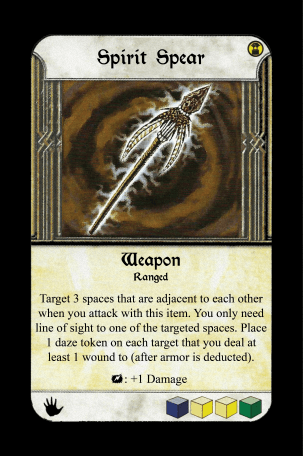 Spirit Spear
Weapon
Ranged
Target 3 spaces that are adjacent to each other
when you attack with this item. You only need
line of sight to one of the targeted spaces. Place
1 daze token on each target that you deal at
least 1 wound to (after armor is deducted).
: +1 Damage